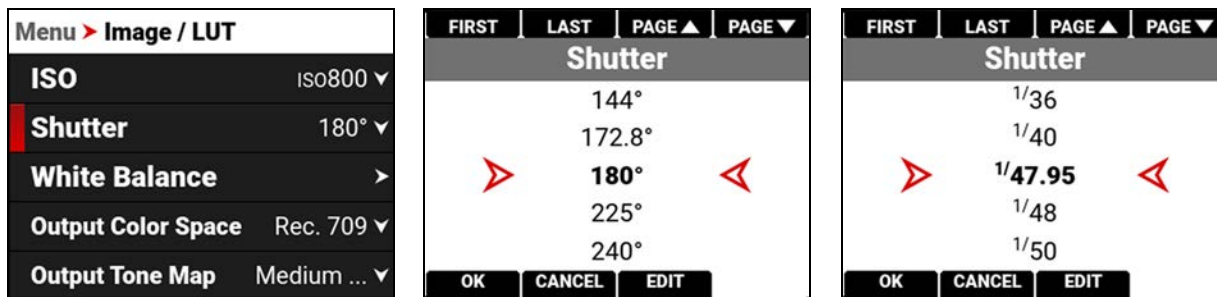 Menu > Image / LUT
ISO ISO800
Shutter 180°
White Balance >
Output Color Space Rec. 709
Output Tone Map Medium ...
FIRST LAST PAGE▲ PAGE▼
Shutter
144°
172.8°
180°
225°
240°
OK CANCEL EDIT
FIRST LAST PAGE▲ PAGE▼
Shutter
1/36
1/40
1/47.95
1/48
1/50
OK CANCEL EDIT